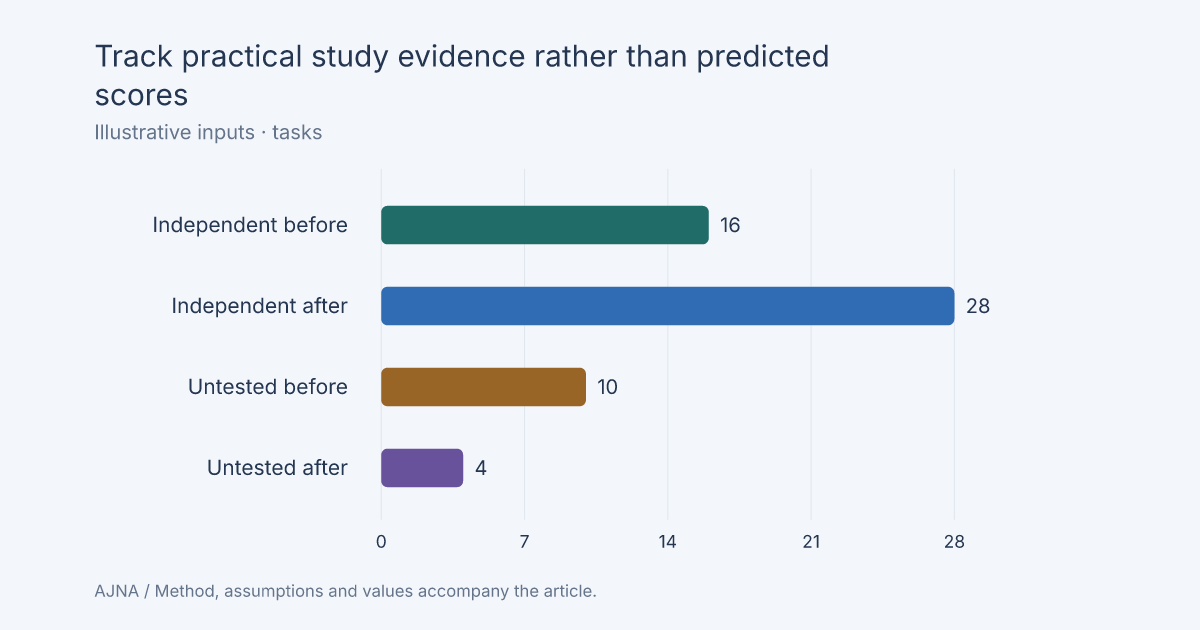 Track practical study evidence rather than predicted
scores
Illustrative inputs · tasks
Independent before
16
Independent after
28
Untested before
10
Untested after
4
0
7
14
21
28
AJNA / Method, assumptions and values accompany the article.